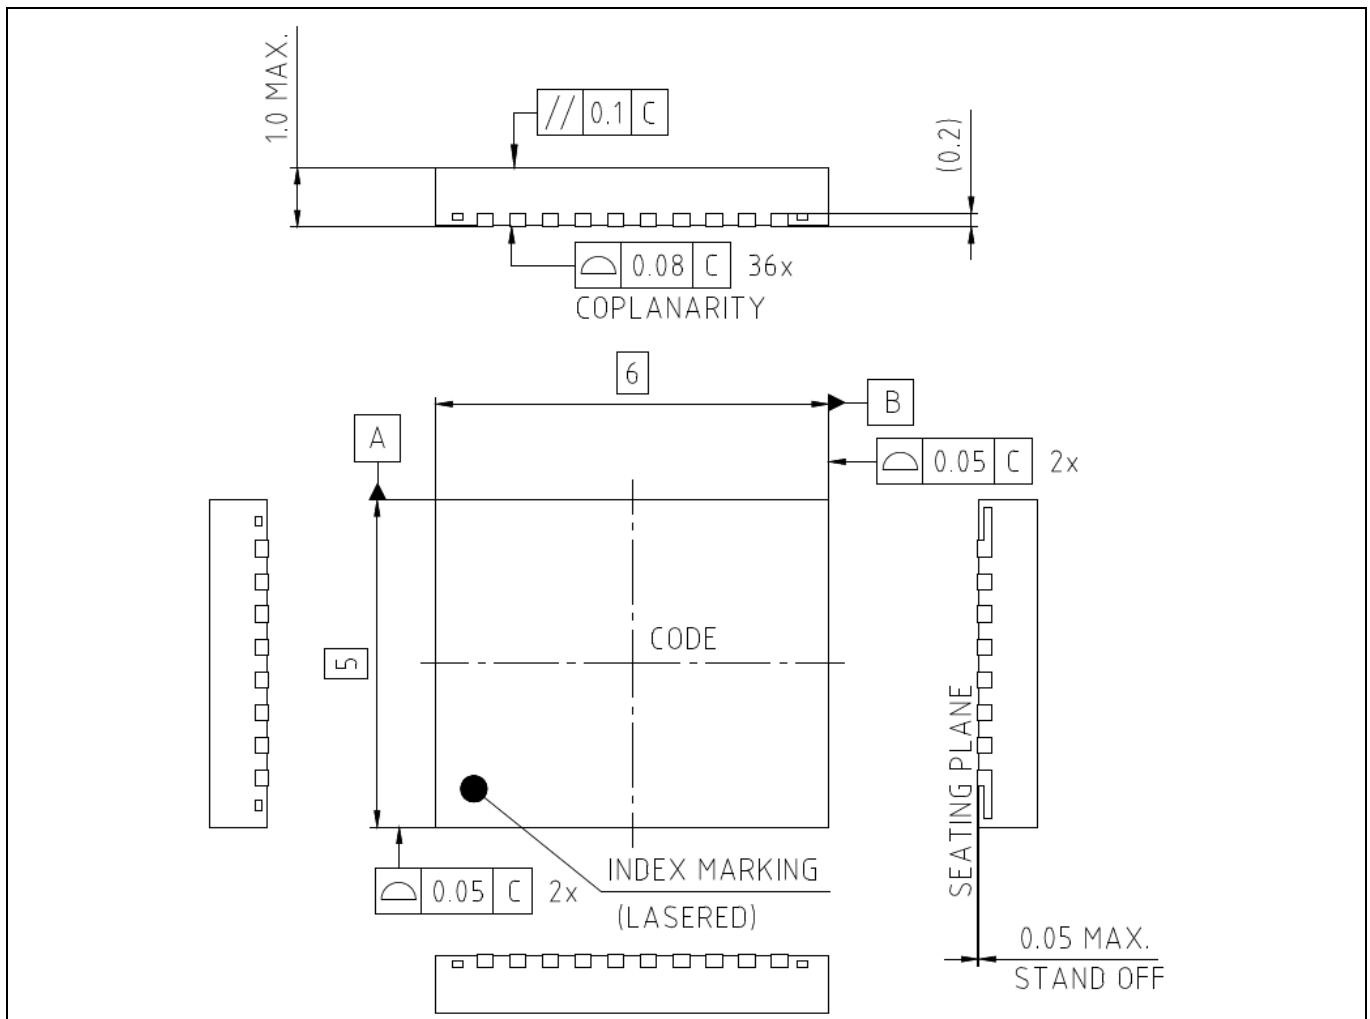 1.0 MAX.
// 0.1 C
(0.2)
⌓ 0.08 C 36x
COPLANARITY
6
B
A
⌓ 0.05 C 2x
CODE
5
SEATING PLANE
INDEX MARKING
(LASERED)
⌓ 0.05 C 2x
0.05 MAX.
STAND OFF